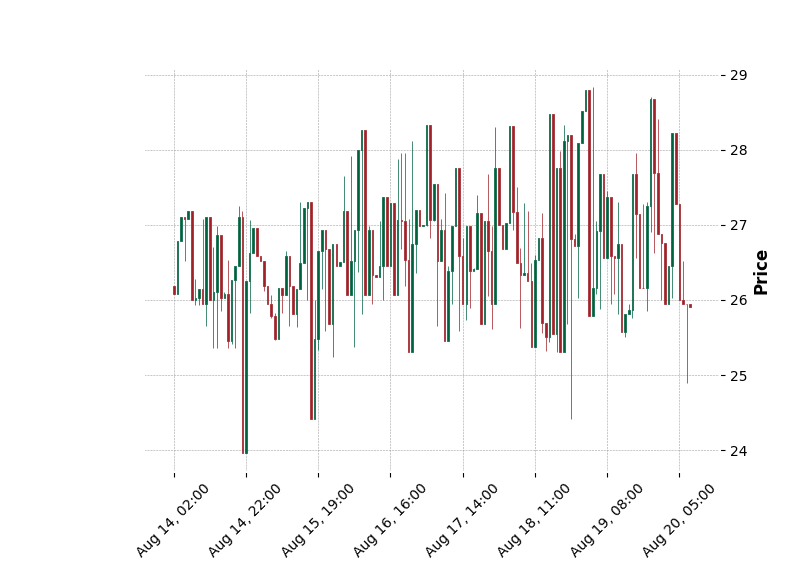 29
28
27
26
25
24
Price
Aug 14, 02:00
Aug 14, 22:00
Aug 15, 19:00
Aug 16, 16:00
Aug 17, 14:00
Aug 18, 11:00
Aug 19, 08:00
Aug 20, 05:00